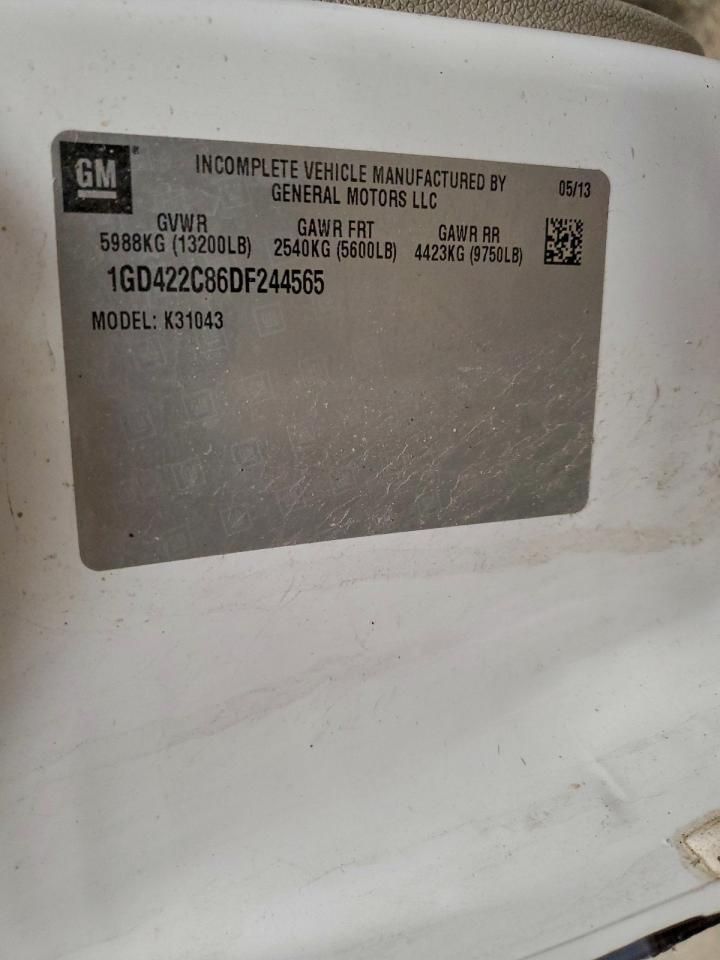 GM
INCOMPLETE VEHICLE MANUFACTURED BY
GENERAL MOTORS LLC
05/13
GVWR GAWR FRT GAWR RR
5988KG (13200LB) 2540KG (5600LB) 4423KG (9750LB)
1GD422C86DF244565
MODEL: K31043